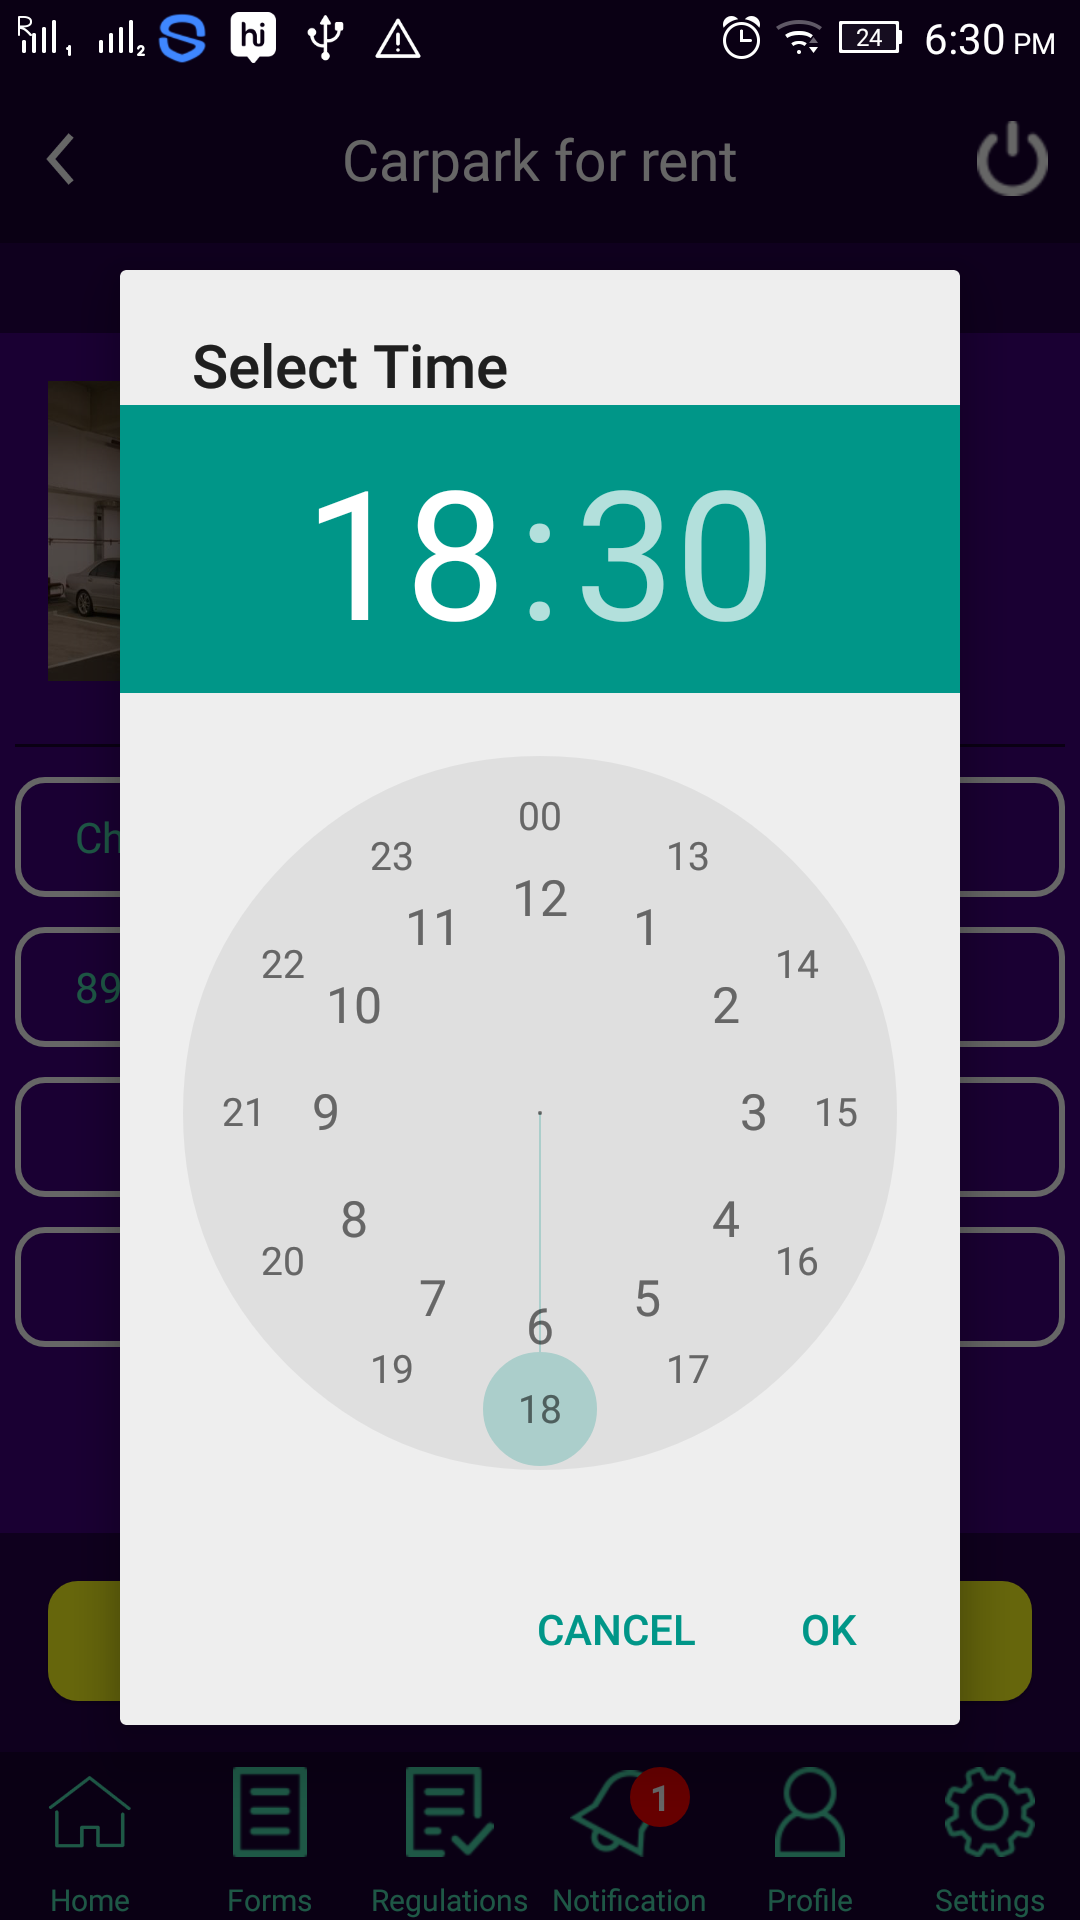 R 1 2 hi 24 6:30 PM
Carpark for rent
Select Time
18:30
00
23 13
12
11 1
22 14
10 2
21 9 3 15
8 4
20 16
7 5
6
19 17
18
Ch
89
CANCEL OK
1
Home Forms Regulations Notification Profile Settings